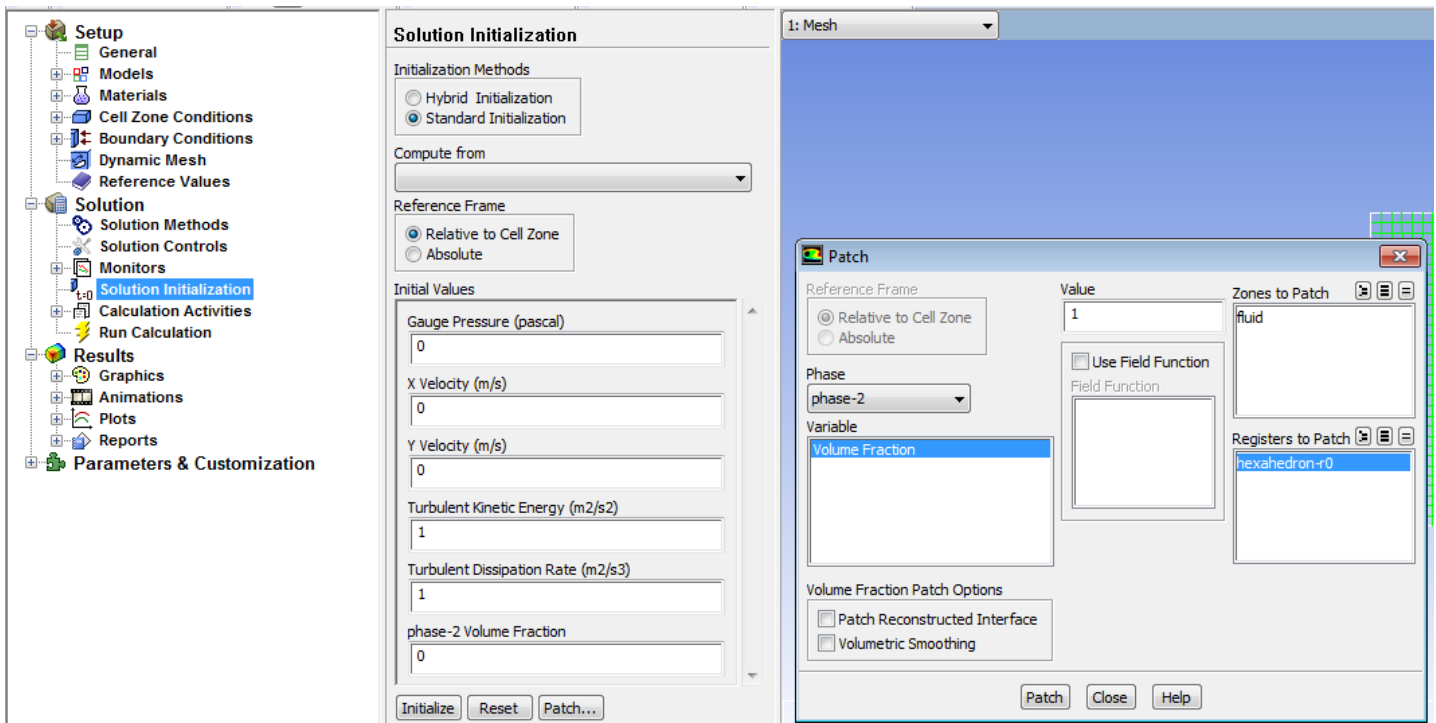 Setup
General
Models
Materials
Cell Zone Conditions
Boundary Conditions
Dynamic Mesh
Reference Values
Solution
Solution Methods
Solution Controls
Monitors
t=0 Solution Initialization
Calculation Activities
Run Calculation
Results
Graphics
Animations
Plots
Reports
Parameters & Customization
Solution Initialization
Initialization Methods
Hybrid Initialization
Standard Initialization
Compute from
Reference Frame
Relative to Cell Zone
Absolute
Initial Values
Gauge Pressure (pascal)
0
X Velocity (m/s)
0
Y Velocity (m/s)
0
Turbulent Kinetic Energy (m2/s2)
1
Turbulent Dissipation Rate (m2/s3)
1
phase-2 Volume Fraction
0
Initialize Reset Patch...
1: Mesh
Patch
Reference Frame
Relative to Cell Zone
Absolute
Phase
phase-2
Variable
Volume Fraction
Value
1
Use Field Function
Field Function
Zones to Patch
fluid
Registers to Patch
hexahedron-r0
Volume Fraction Patch Options
Patch Reconstructed Interface
Volumetric Smoothing
Patch Close Help